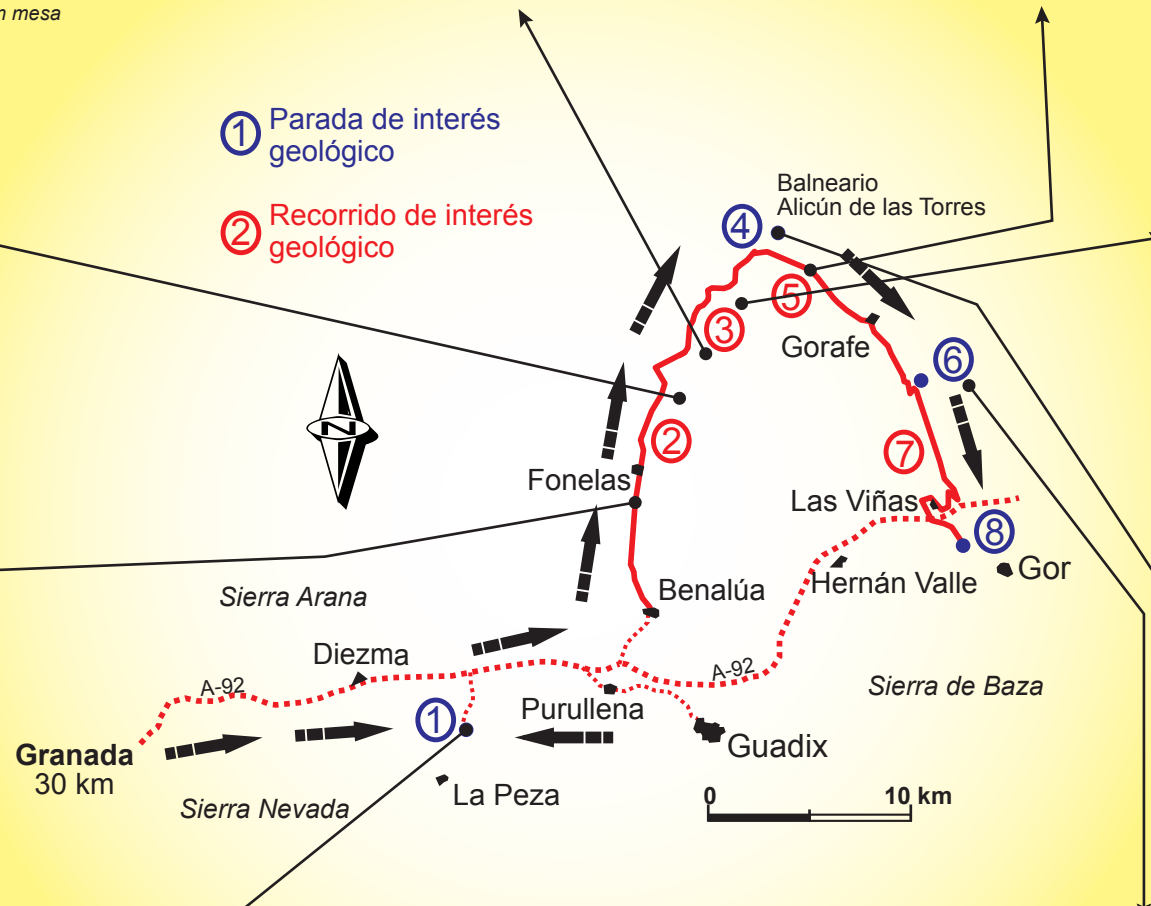 n mesa
1 Parada de interés
geológico
2 Recorrido de interés
geológico
Balneario
Alicún de las Torres
4
5
3
Gorafe
6
N
2
7
Fonelas
Las Viñas
8
Hernán Valle
Gor
Sierra Arana
Benalúa
Diezma
A-92
A-92
Sierra de Baza
1
Purullena
Guadix
Granada
30 km
La Peza
Sierra Nevada
0 10 km